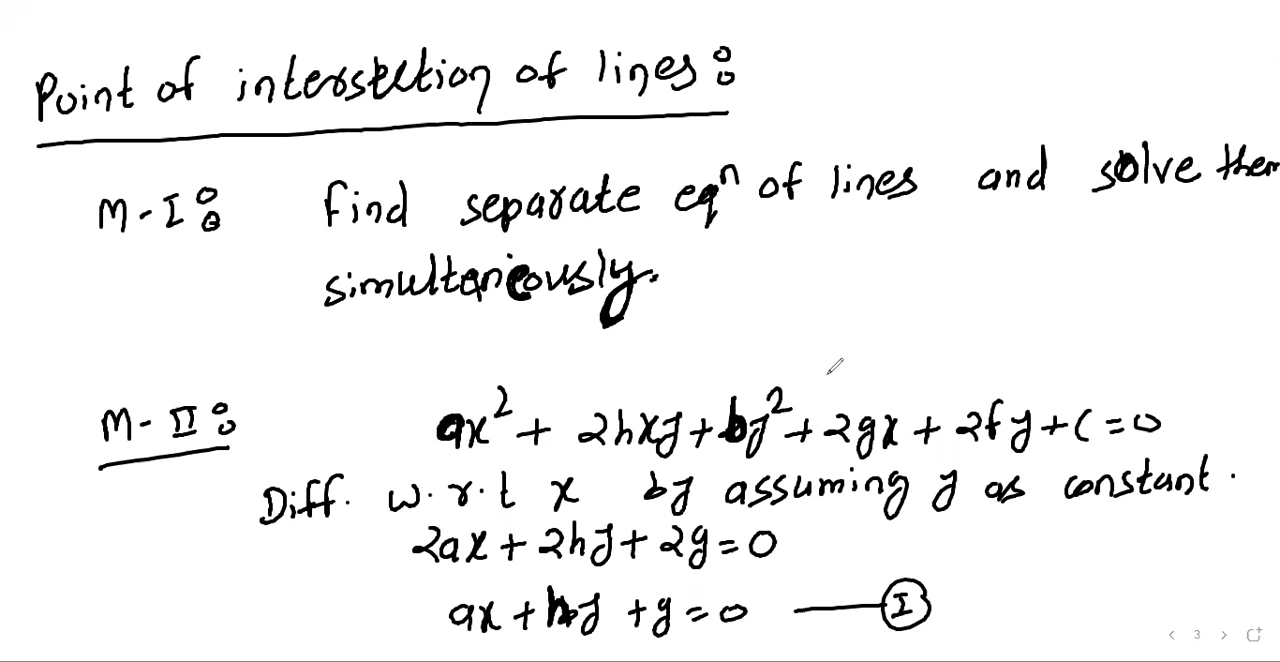 Point of intersection of lines:
M-I: Find separate eqⁿ of lines and solve them
simultaneously.
M-II: ax² + 2hxy + by² + 2gx + 2fy + c = 0
Diff. w.r.t x by assuming y as constant.
2ax + 2hy + 2g = 0
ax + hy + g = 0 — I
< 3 >